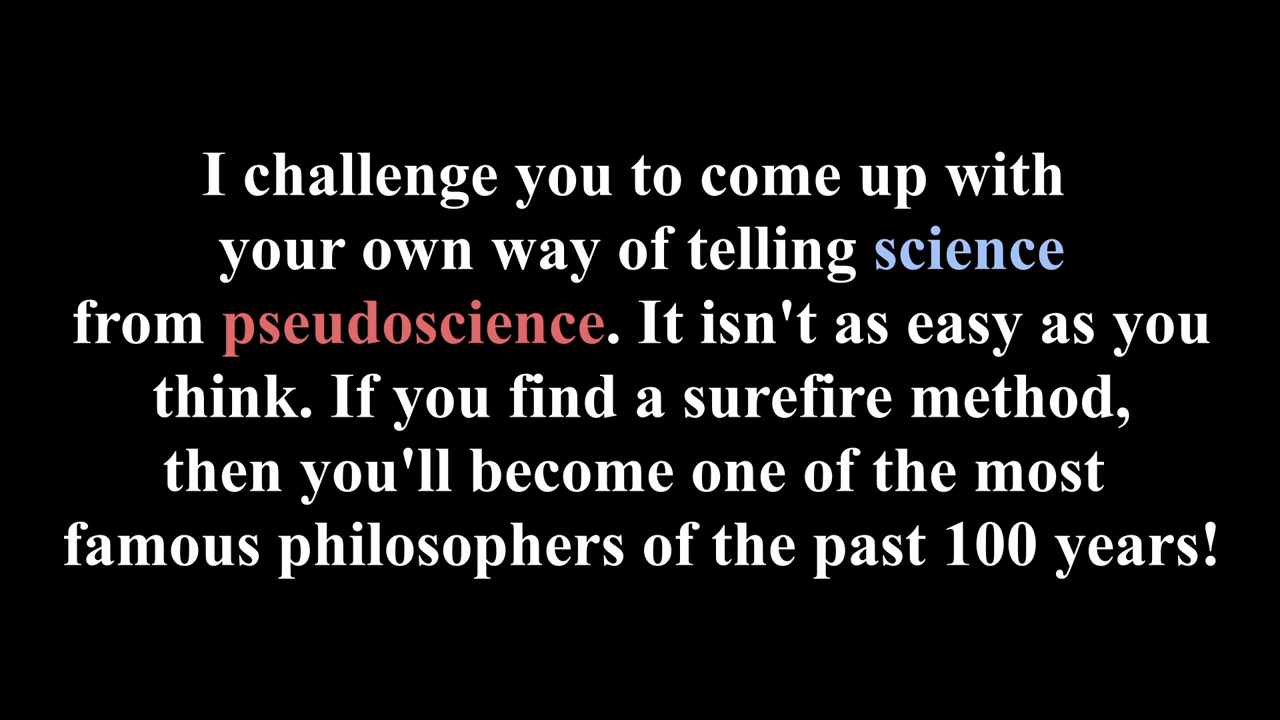 I challenge you to come up with
your own way of telling science
from pseudoscience. It isn't as easy as you
think. If you find a surefire method,
then you'll become one of the most
famous philosophers of the past 100 years!